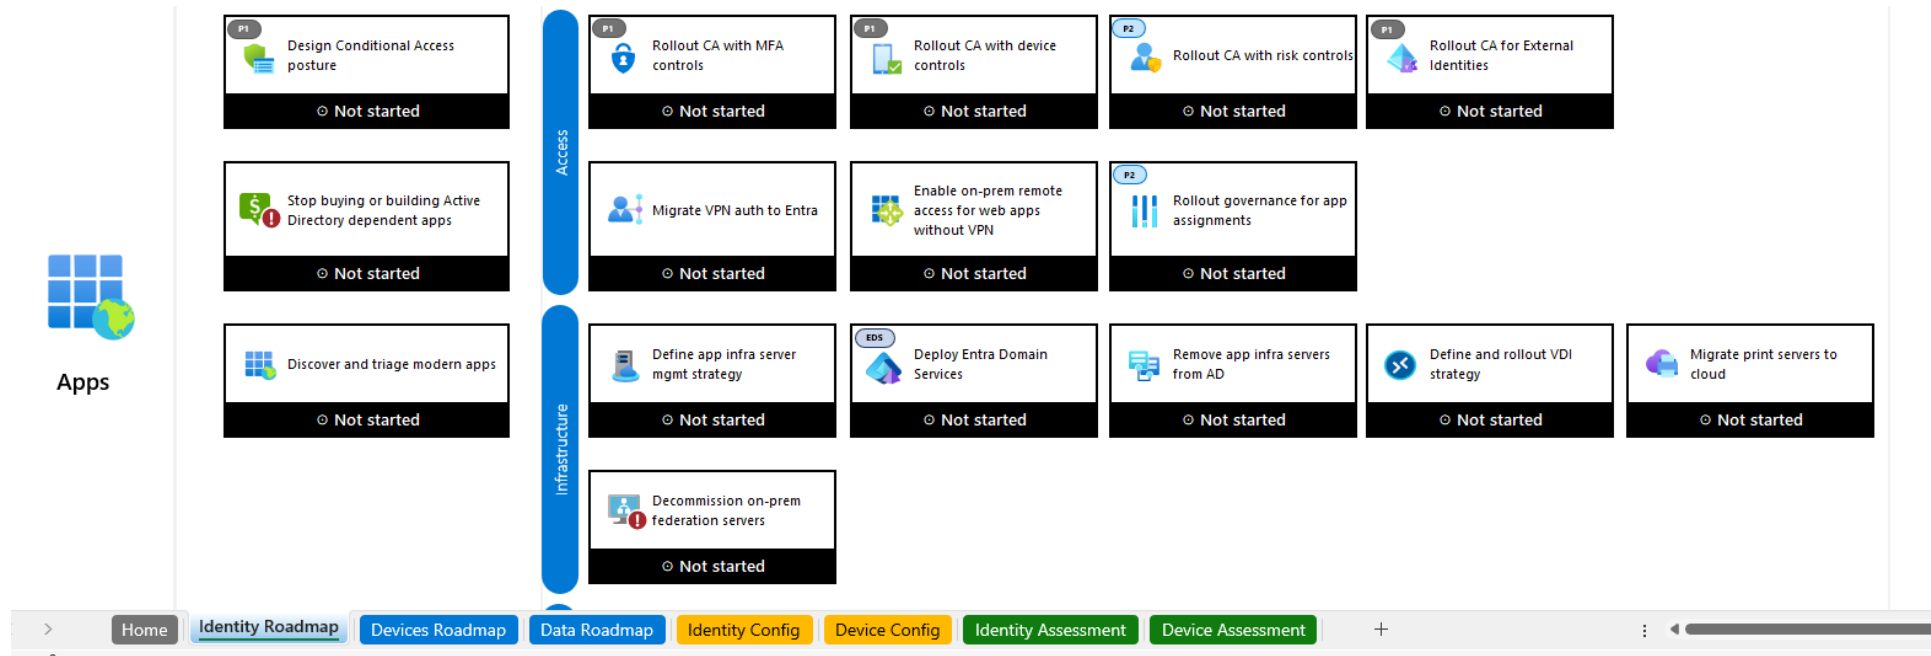 P1
Design Conditional Access
posture
Not started
P1
Rollout CA with MFA
controls
Not started
P1
Rollout CA with device
controls
Not started
P2
Rollout CA with risk controls
Not started
P1
Rollout CA for External
Identities
Not started
Access
Stop buying or building Active
Directory dependent apps
Not started
Migrate VPN auth to Entra
Not started
Enable on-prem remote
access for web apps
without VPN
Not started
P2
Rollout governance for app
assignments
Not started
Apps
Discover and triage modern apps
Not started
Infrastructure
Define app infra server
mgmt strategy
Not started
EDS
Deploy Entra Domain
Services
Not started
Remove app infra servers
from AD
Not started
Define and rollout VDI
strategy
Not started
Migrate print servers to
cloud
Not started
Decommission on-prem
federation servers
Not started
Home
Identity Roadmap
Devices Roadmap
Data Roadmap
Identity Config
Device Config
Identity Assessment
Device Assessment